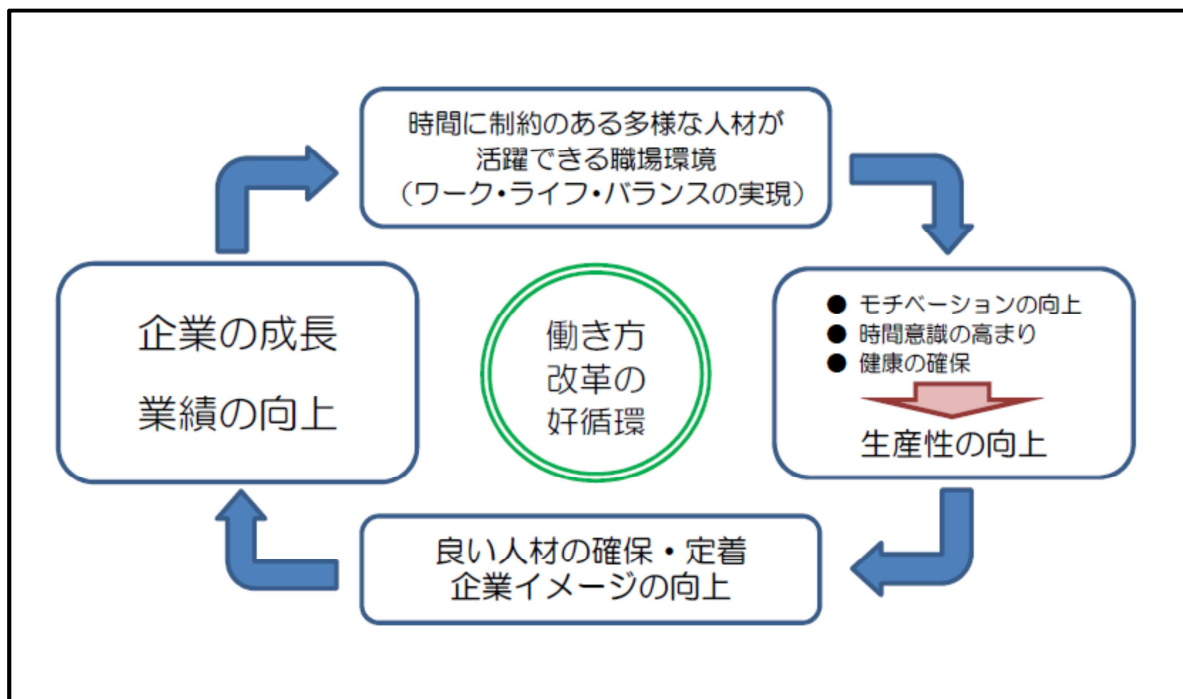 時間に制約のある多様な人材が
活躍できる職場環境
（ワーク・ライフ・バランスの実現）
● モチベーションの向上
● 時間意識の高まり
● 健康の確保
生産性の向上
良い人材の確保・定着
企業イメージの向上
企業の成長
業績の向上
働き方
改革の
好循環